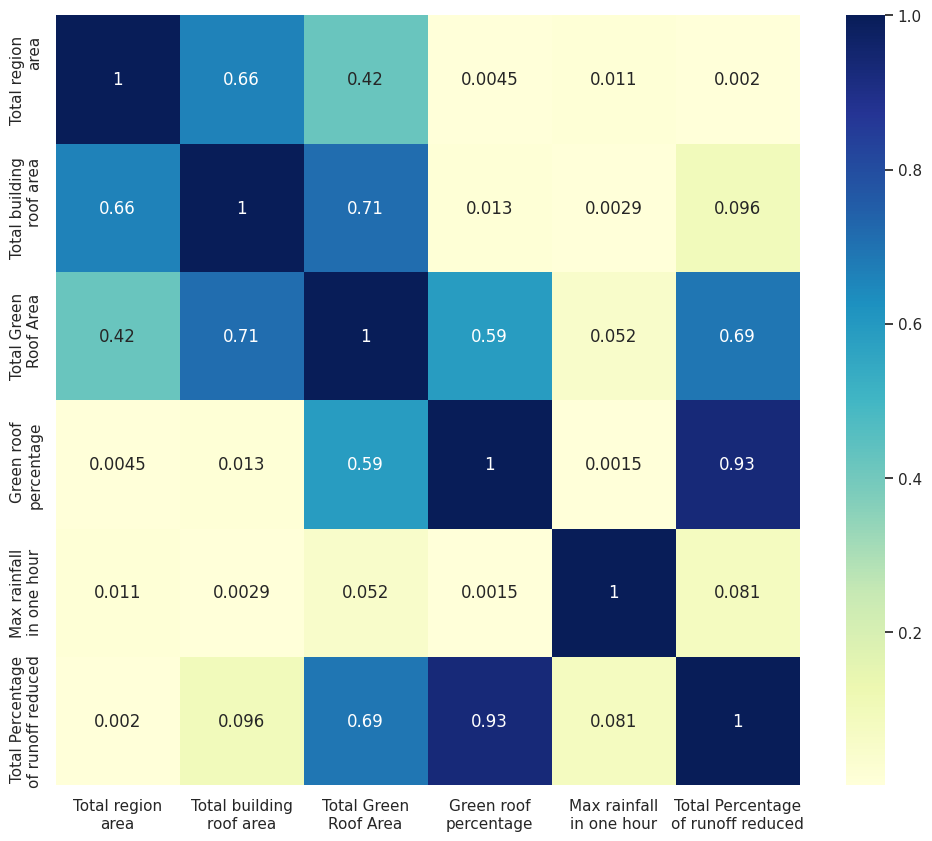 Total region
area
1
0.66
0.42
0.0045
0.011
0.002
Total building
roof area
0.66
1
0.71
0.013
0.0029
0.096
Total Green
Roof Area
0.42
0.71
1
0.59
0.052
0.69
Green roof
percentage
0.0045
0.013
0.59
1
0.0015
0.93
Max rainfall
in one hour
0.011
0.0029
0.052
0.0015
1
0.081
Total Percentage
of runoff reduced
0.002
0.096
0.69
0.93
0.081
1
Total region
area
Total building
roof area
Total Green
Roof Area
Green roof
percentage
Max rainfall
in one hour
Total Percentage
of runoff reduced
1.0
0.8
0.6
0.4
0.2